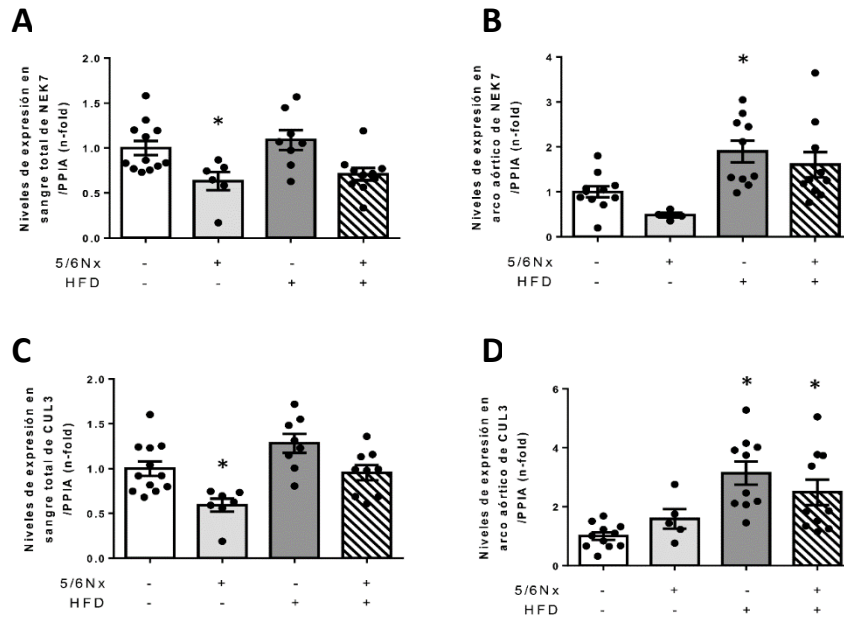 A
Niveles de expresión en
sangre total de NEK7
/PPIA (n-fold)
2.0
1.5
1.0
0.5
0.0
*
5/6Nx - + - +
HFD - - + +
B
Niveles de expresión en
arco aórtico de NEK7
/PPIA (n-fold)
4
3
2
1
0
*
- + - +
- - + +
C
Niveles de expresión en
sangre total de CUL3
/PPIA (n-fold)
2.0
1.5
1.0
0.5
0.0
*
5/6Nx - + - +
HFD - - + +
D
Niveles de expresión en
arco aórtico de CUL3
/PPIA (n-fold)
6
4
2
0
* *
5/6Nx - + - +
HFD - - + +